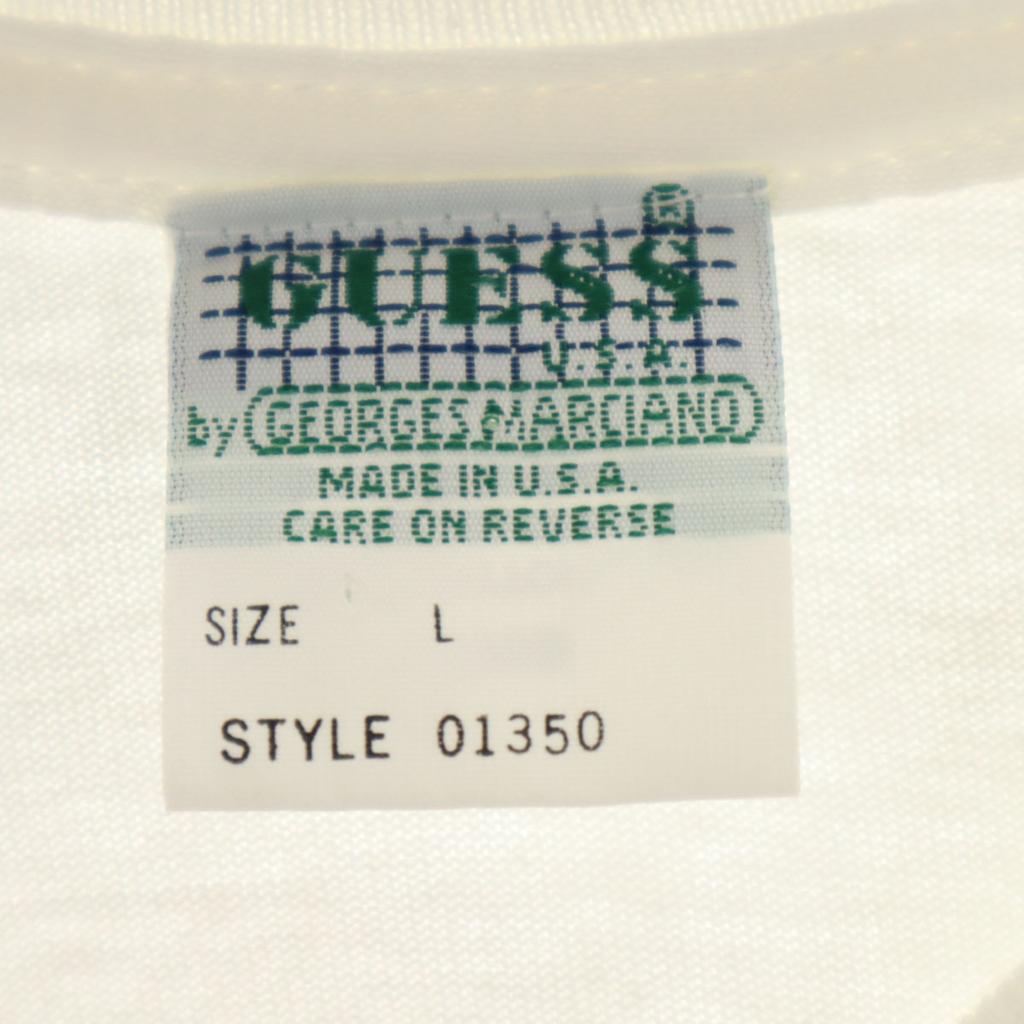 GUESS
U.S.A.
by GEORGES MARCIANO
MADE IN U.S.A.
CARE ON REVERSE
SIZE L
STYLE 01350